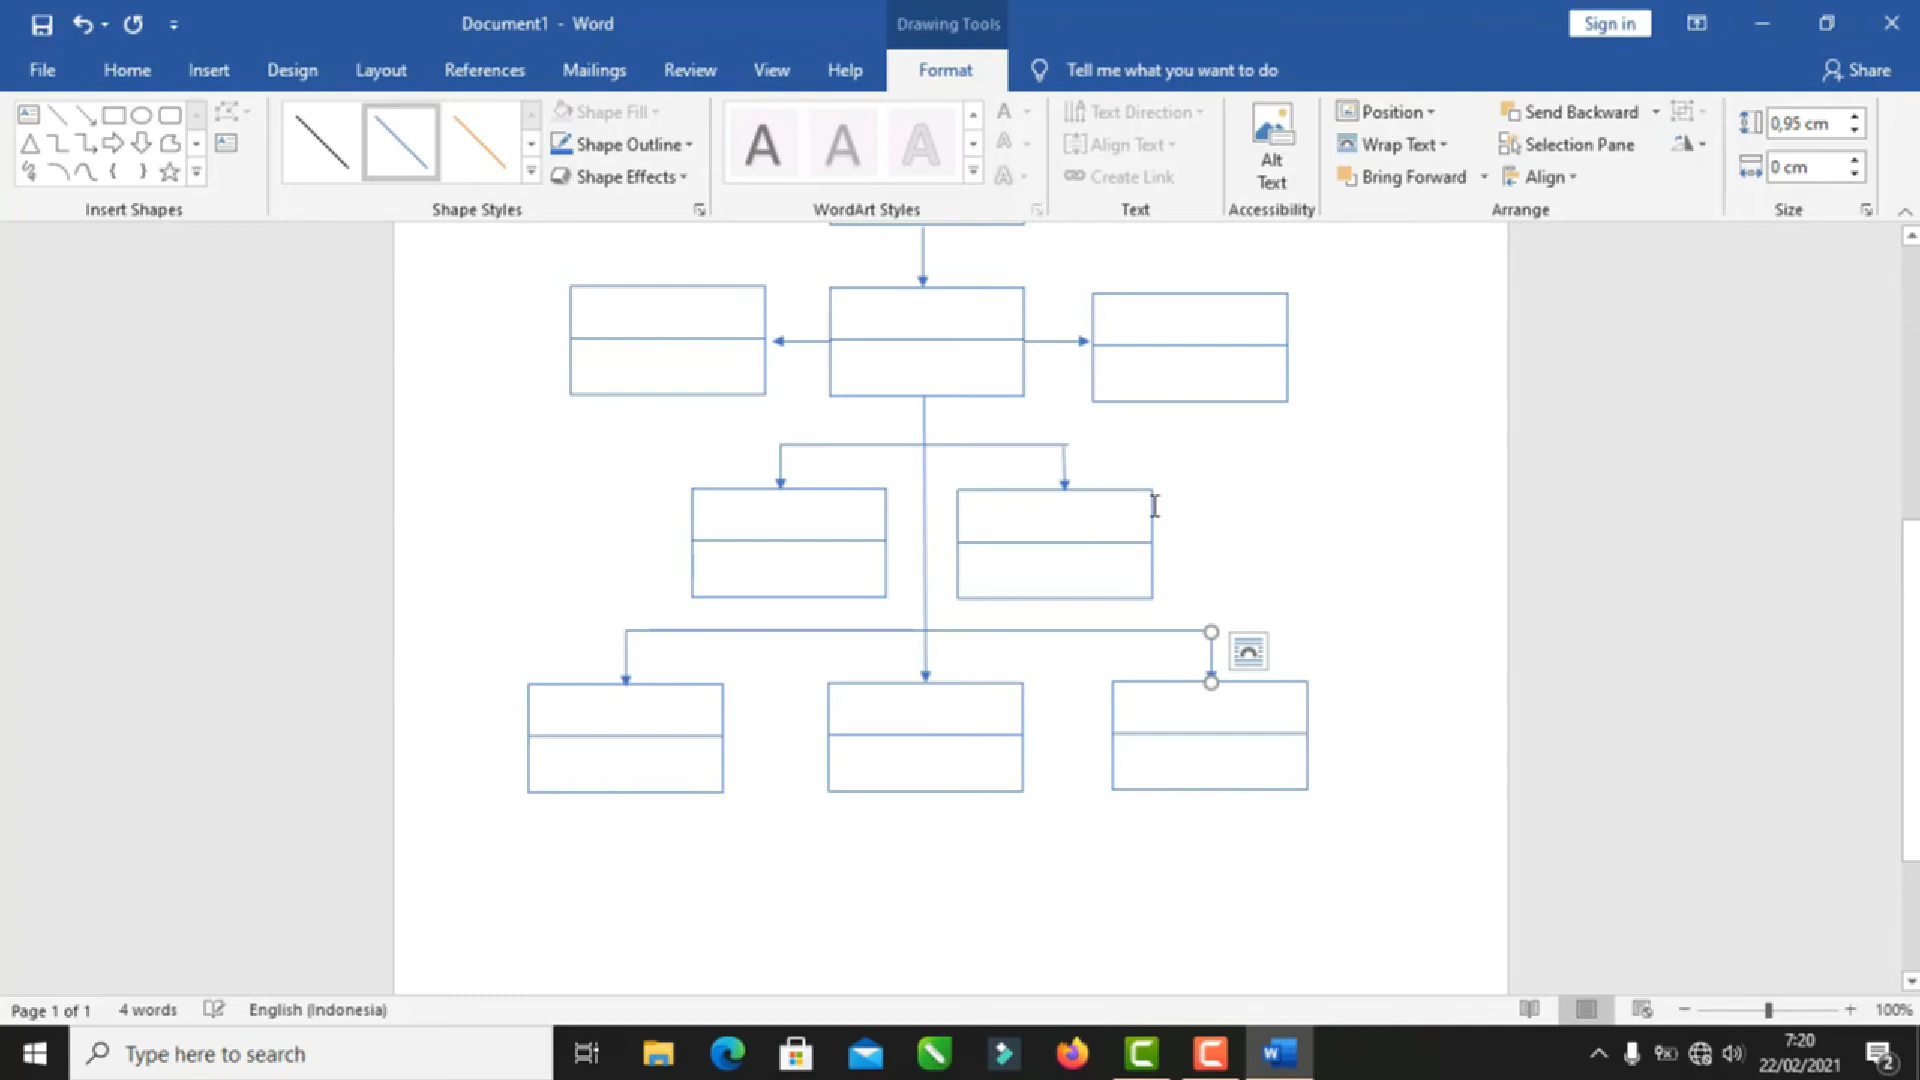 Document1 - Word
Drawing Tools
Sign in
File
Home
Insert
Design
Layout
References
Mailings
Review
View
Help
Format
Tell me what you want to do
Share
Shape Fill
Shape Outline
Shape Effects
A A A
A
A
A
Text Direction
Align Text
Create Link
Alt
Text
Position
Wrap Text
Bring Forward
Send Backward
Selection Pane
Align
0,95 cm
0 cm
Insert Shapes
Shape Styles
WordArt Styles
Text
Accessibility
Arrange
Size
Page 1 of 1
4 words
English (Indonesia)
100%
Type here to search
7:20
22/02/2021
2